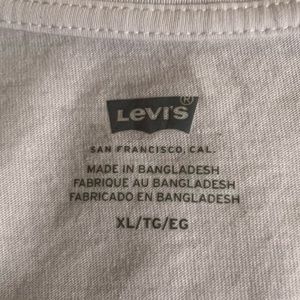 LEVI'S®
SAN FRANCISCO, CAL.
MADE IN BANGLADESH
FABRIQUE AU BANGLADESH
FABRICADO EN BANGLADESH
XL/TG/EG